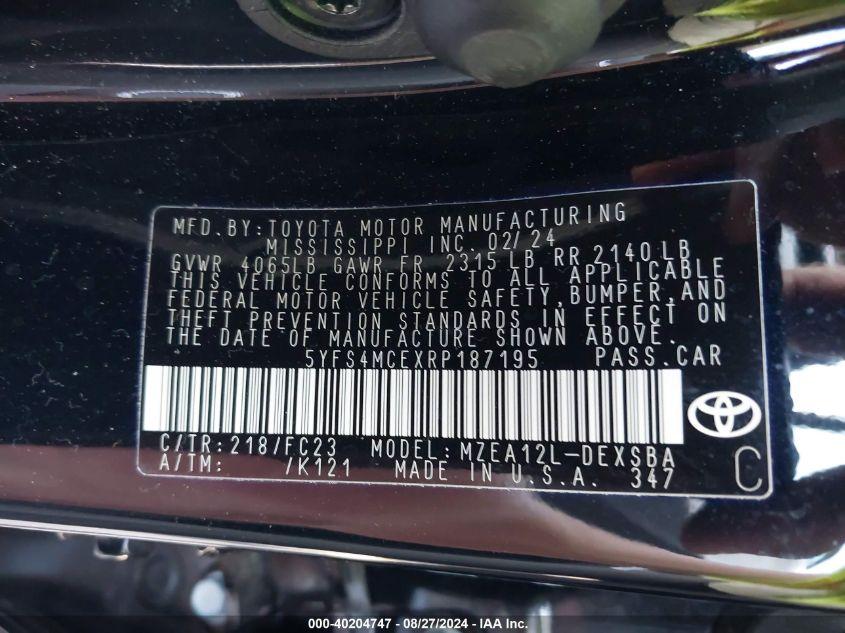 MFD. BY: TOYOTA MOTOR MANUFACTURING
MISSISSIPPI INC. 02/24
GVWR 4065LB GAWR FR 2315 LB RR 2140 LB
THIS VEHICLE CONFORMS TO ALL APPLICABLE
FEDERAL MOTOR VEHICLE SAFETY, BUMPER, AND
THEFT PREVENTION STANDARDS IN EFFECT ON
THE DATE OF MANUFACTURE SHOWN ABOVE.
5YFS4MCEXRP187195 PASS. CAR
C/TR: 218/FC23 MODEL: MZEA12L-DEXSBA
A/TM: /K121 MADE IN U.S.A. 347 C
000-40204747 - 08/27/2024 - IAA Inc.